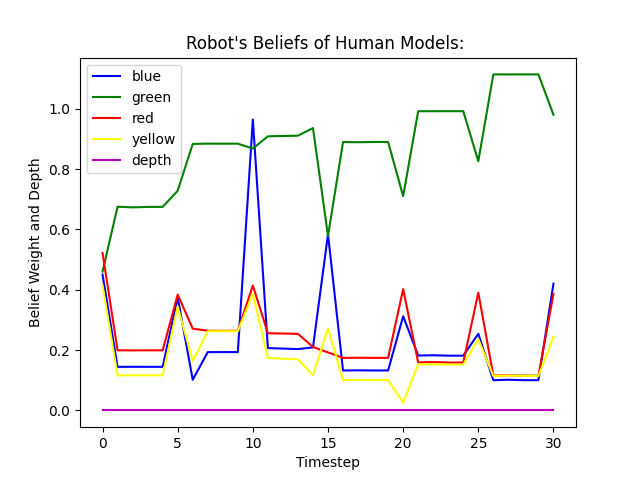 Robot's Beliefs of Human Models:
blue
green
red
yellow
depth
Belief Weight and Depth
1.0
0.8
0.6
0.4
0.2
0.0
0 5 10 15 20 25 30
Timestep